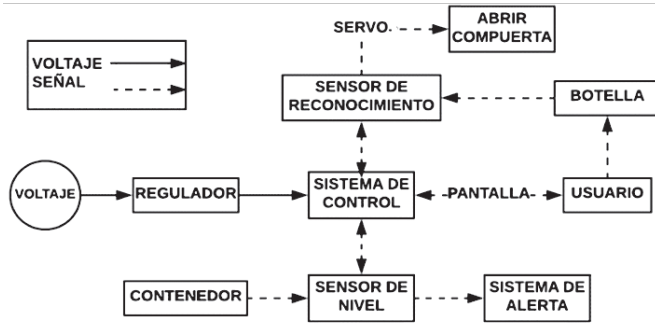 SERVO.
ABRIR
COMPUERTA
VOLTAJE
SEÑAL
SENSOR DE
RECONOCIMIENTO
BOTELLA
VOLTAJE
REGULADOR
SISTEMA DE
CONTROL
PANTALLA
USUARIO
CONTENEDOR
SENSOR DE
NIVEL
SISTEMA DE
ALERTA